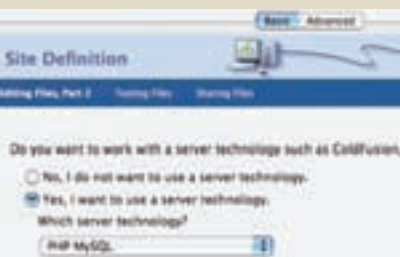 Basic Advanced
Site Definition
Editing Files, Part 2 Testing Files Sharing Files
Do you want to work with a server technology such as ColdFusion,
No, I do not want to use a server technology.
Yes, I want to use a server technology.
Which server technology?
PHP MySQL